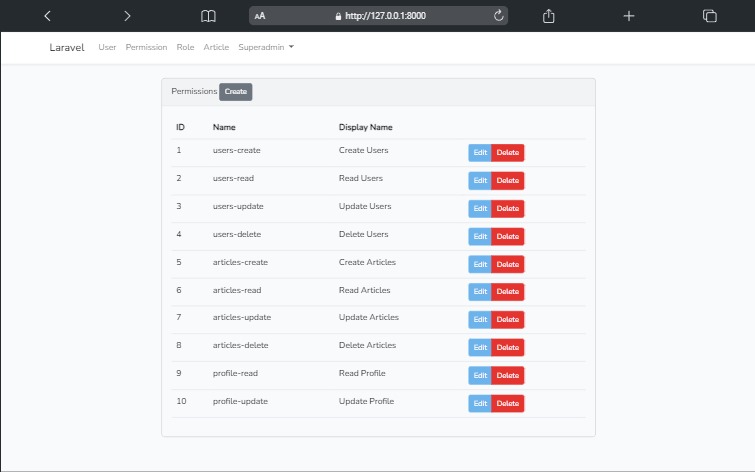 AA http://127.0.0.1:8000
Laravel User Permission Role Article Superadmin
Permissions Create
ID Name Display Name
1 users-create Create Users Edit Delete
2 users-read Read Users Edit Delete
3 users-update Update Users Edit Delete
4 users-delete Delete Users Edit Delete
5 articles-create Create Articles Edit Delete
6 articles-read Read Articles Edit Delete
7 articles-update Update Articles Edit Delete
8 articles-delete Delete Articles Edit Delete
9 profile-read Read Profile Edit Delete
10 profile-update Update Profile Edit Delete